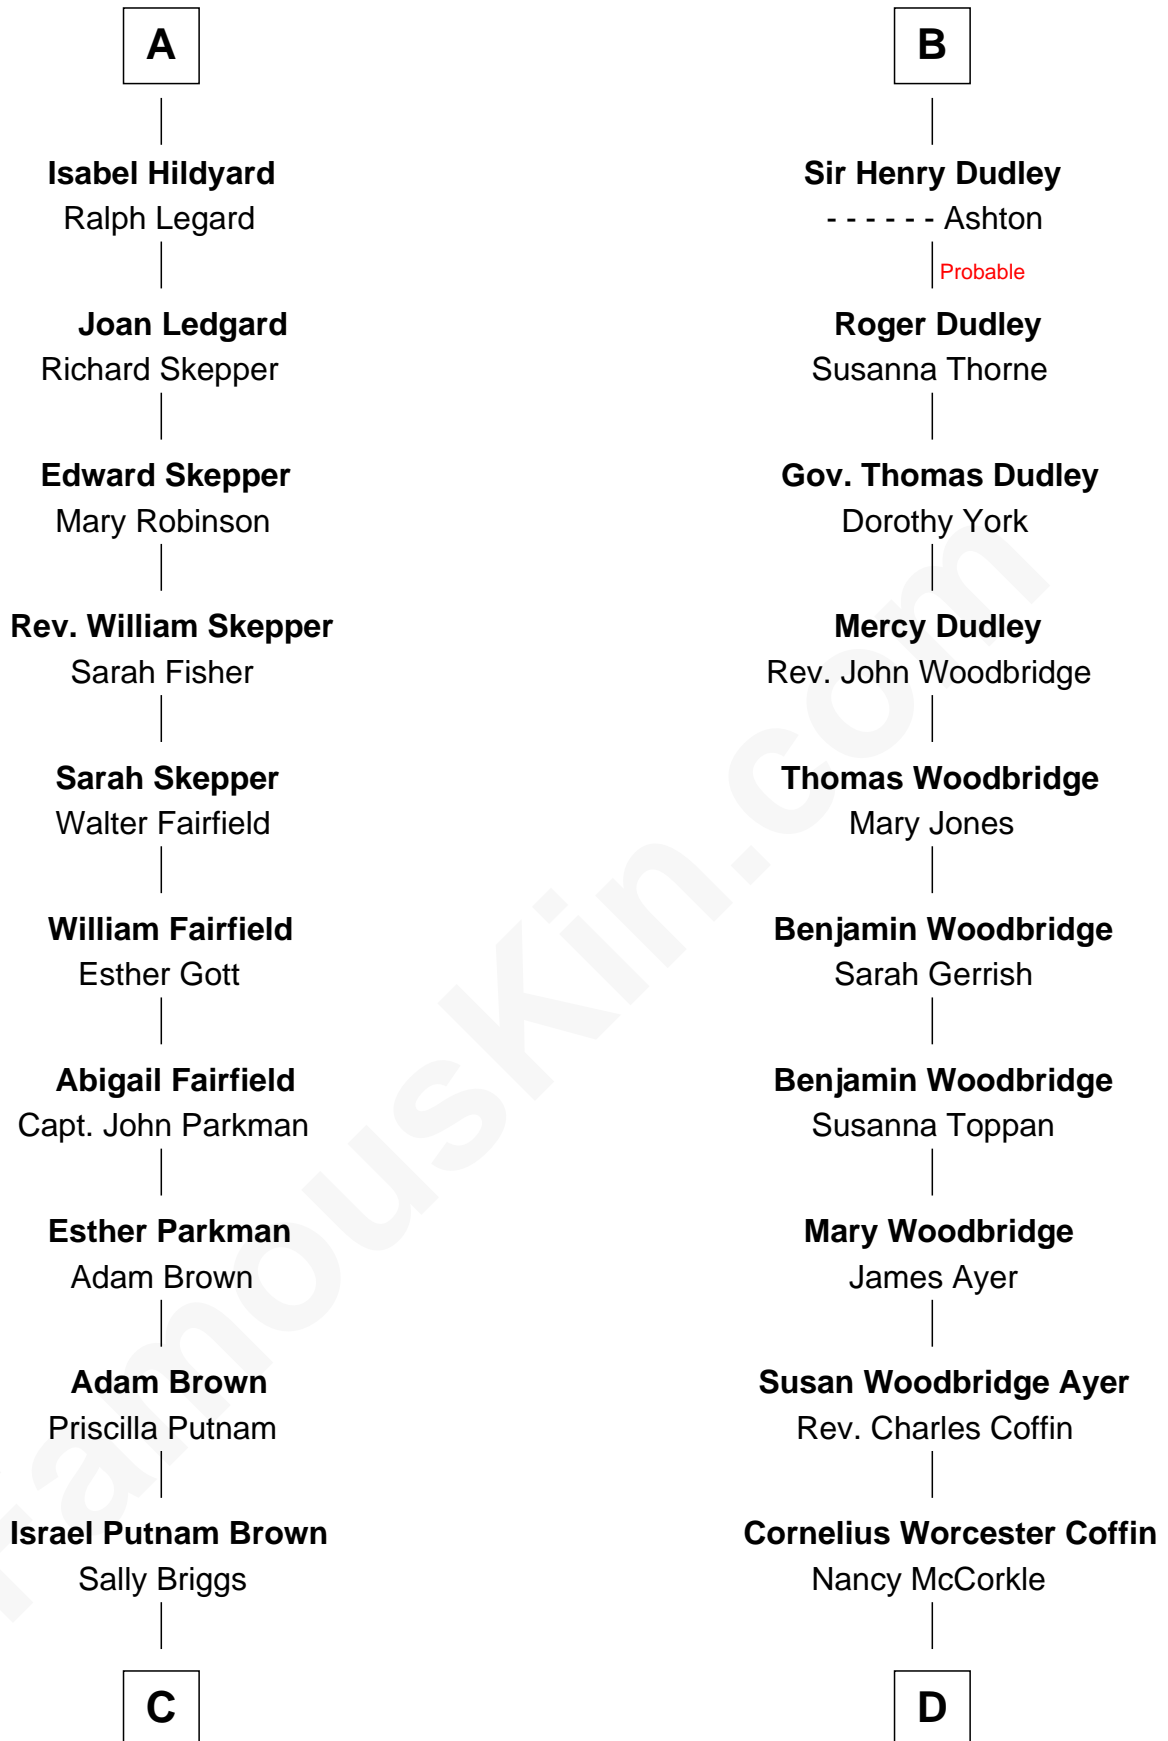 A
Isabel Hildyard
Ralph Legard
Joan Ledgard
Richard Skepper
Edward Skepper
Mary Robinson
Rev. William Skepper
Sarah Fisher
Sarah Skepper
Walter Fairfield
William Fairfield
Esther Gott
Abigail Fairfield
Capt. John Parkman
Esther Parkman
Adam Brown
Adam Brown
Priscilla Putnam
Israel Putnam Brown
Sally Briggs
C
B
Sir Henry Dudley
- - - - - - Ashton
Probable
Roger Dudley
Susanna Thorne
Gov. Thomas Dudley
Dorothy York
Mercy Dudley
Rev. John Woodbridge
Thomas Woodbridge
Mary Jones
Benjamin Woodbridge
Sarah Gerrish
Benjamin Woodbridge
Susanna Toppan
Mary Woodbridge
James Ayer
Susan Woodbridge Ayer
Rev. Charles Coffin
Cornelius Worcester Coffin
Nancy McCorkle
D
FamousKin.com